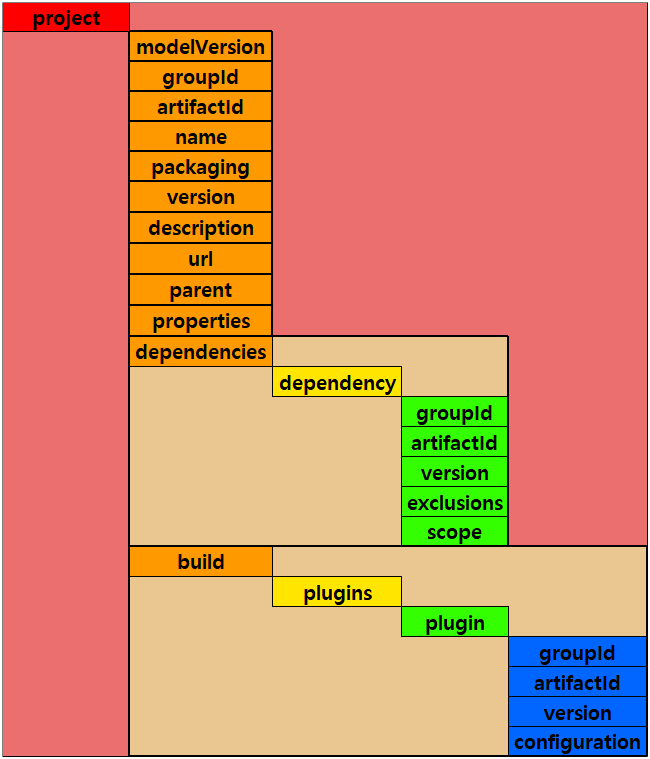 project
modelVersion
groupId
artifactId
name
packaging
version
description
url
parent
properties
dependencies
dependency
groupId
artifactId
version
exclusions
scope
build
plugins
plugin
groupId
artifactId
version
configuration